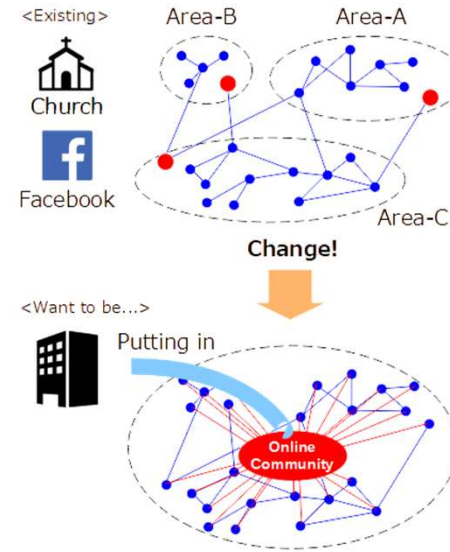 <Existing>
Area-B
Area-A
Church
Facebook
Area-C
Change!
<Want to be...>
Putting in
Online
Community